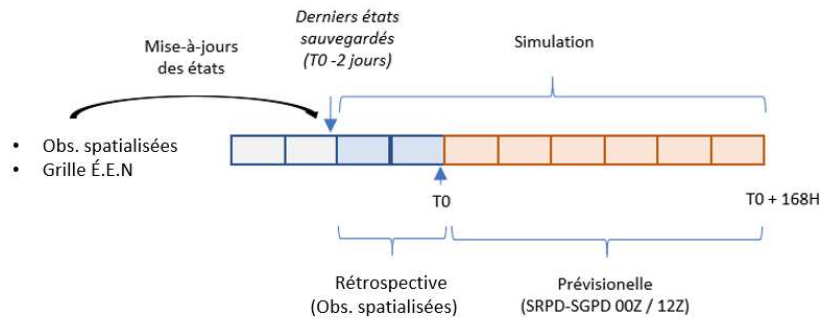 Derniers états
sauvegardés
(T0 -2 jours)
Mise-à-jours
des états
Simulation
• Obs. spatialisées
• Grille É.E.N
T0
T0 + 168H
Rétrospective
(Obs. spatialisées)
Prévisionelle
(SRPD-SGPD 00Z / 12Z)